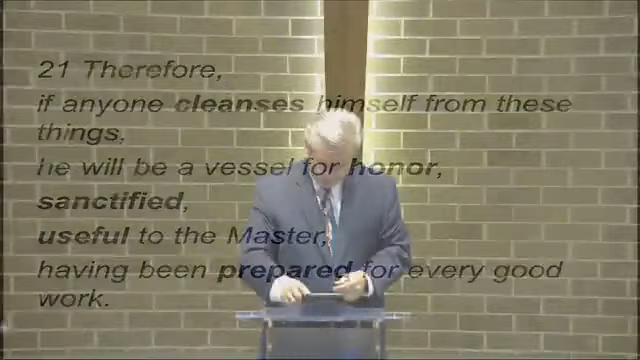 21 Therefore,
if anyone cleanses himself from these
things,
he will be a vessel for honor,
sanctified,
useful to the Master,
having been prepared for every good
work.